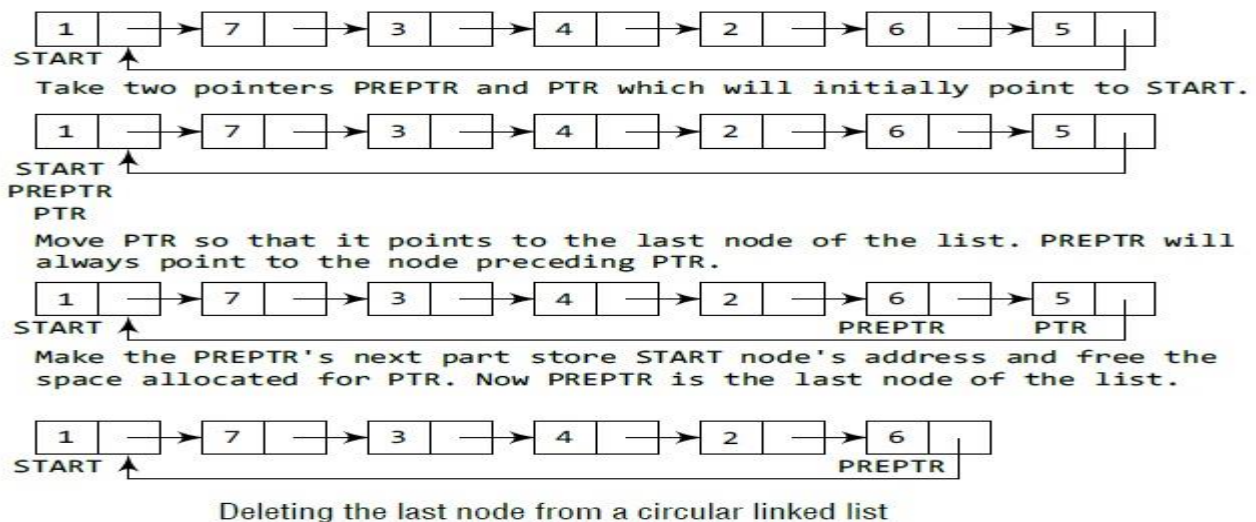 1 7 3 4 2 6 5
START
Take two pointers PREPTR and PTR which will initially point to START.
1 7 3 4 2 6 5
START
PREPTR
PTR
Move PTR so that it points to the last node of the list. PREPTR will
always point to the node preceding PTR.
1 7 3 4 2 6 5
START PREPTR PTR
Make the PREPTR's next part store START node's address and free the
space allocated for PTR. Now PREPTR is the last node of the list.
1 7 3 4 2 6
START PREPTR
Deleting the last node from a circular linked list